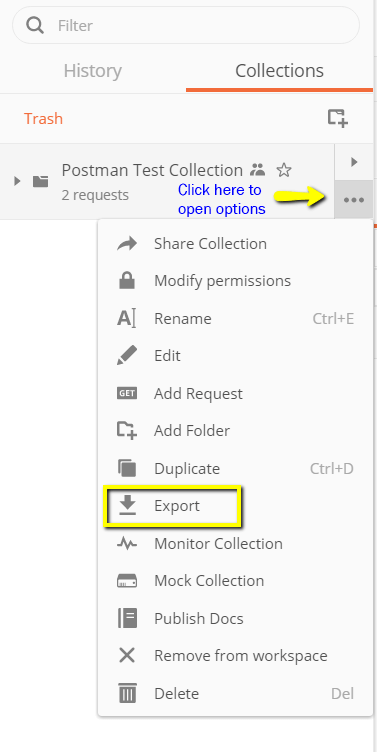 Filter
History Collections
Trash
Postman Test Collection
2 requests
Click here to
open options
Share Collection
Modify permissions
Rename Ctrl+E
Edit
GET Add Request
Add Folder
Duplicate Ctrl+D
Export
Monitor Collection
Mock Collection
Publish Docs
Remove from workspace
Delete Del